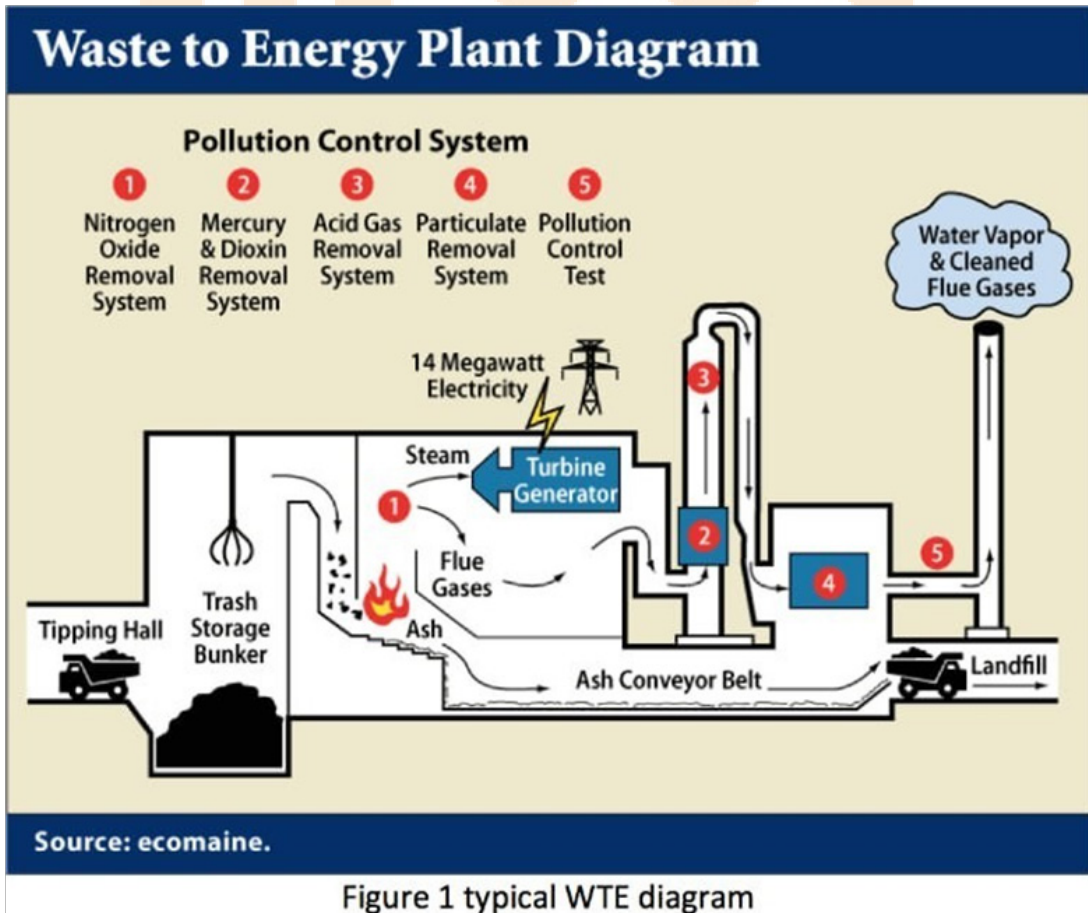 Waste to Energy Plant Diagram
Pollution Control System
1
Nitrogen
Oxide
Removal
System
2
Mercury
& Dioxin
Removal
System
3
Acid Gas
Removal
System
4
Particulate
Removal
System
5
Pollution
Control
Test
Water Vapor
& Cleaned
Flue Gases
14 Megawatt
Electricity
3
Steam
Turbine
Generator
1
2
Flue
Gases
5
4
Tipping Hall
Trash
Storage
Bunker
Ash
Ash Conveyor Belt
Landfill
Source: ecomaine.
Figure 1 typical WTE diagram